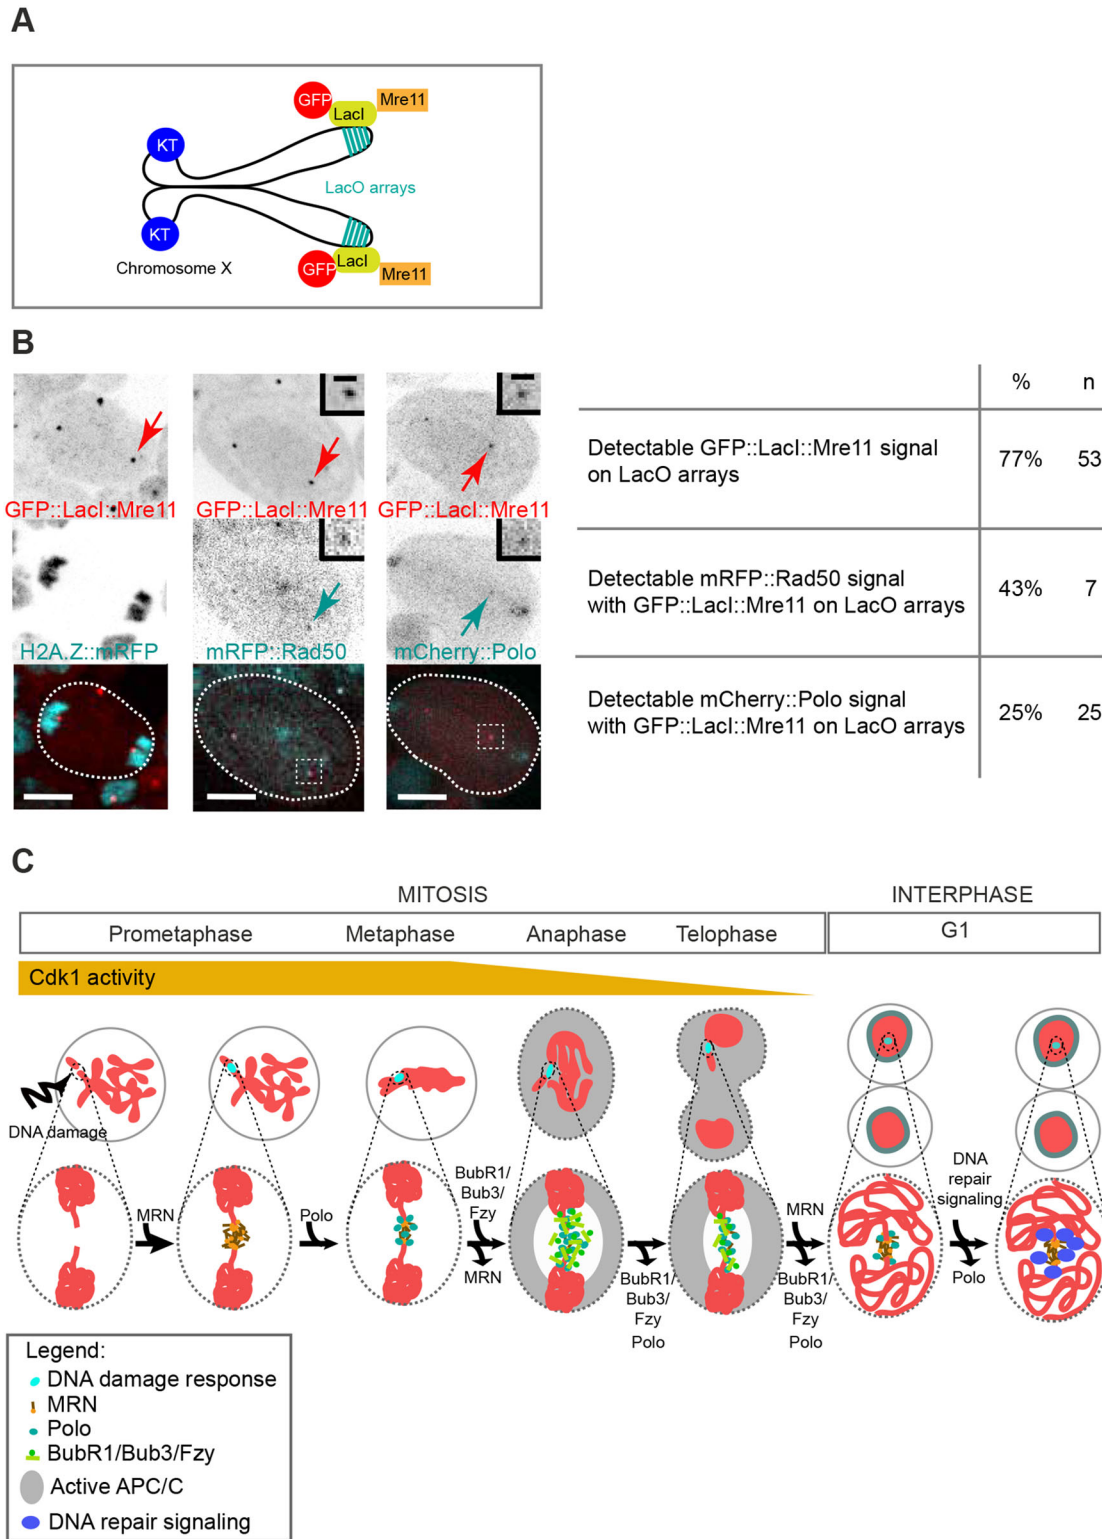 A
GFP
LacI
Mre11
KT
LacO arrays
KT
GFP
LacI
Mre11
Chromosome X
B
GFP::LacI::Mre11
GFP::LacI::Mre11
GFP::LacI::Mre11
H2A.Z::mRFP
mRFP::Rad50
mCherry::Polo
% n
Detectable GFP::LacI::Mre11 signal
on LacO arrays
77% 53
Detectable mRFP::Rad50 signal
with GFP::LacI::Mre11 on LacO arrays
43% 7
Detectable mCherry::Polo signal
with GFP::LacI::Mre11 on LacO arrays
25% 25
C
MITOSIS INTERPHASE
Prometaphase Metaphase Anaphase Telophase G1
Cdk1 activity
DNA damage
MRN
Polo
BubR1/
Bub3/
Fzy
MRN
BubR1/
Bub3/
Fzy
Polo
MRN
BubR1/
Bub3/
Fzy
Polo
DNA
repair
signaling
Polo
Legend:
DNA damage response
MRN
Polo
BubR1/Bub3/Fzy
Active APC/C
DNA repair signaling